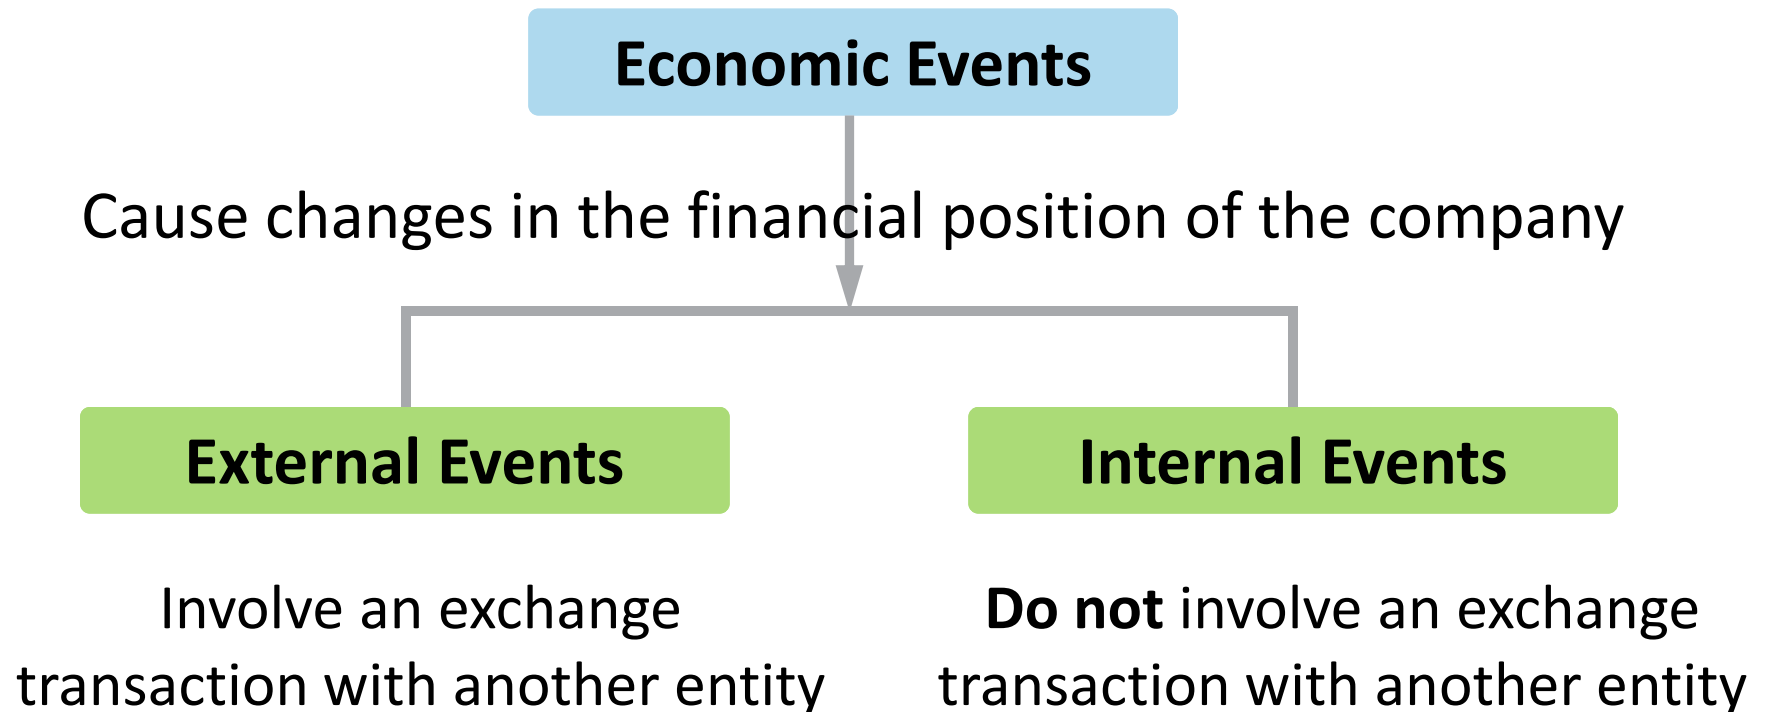 Economic Events
Cause changes in the financial position of the company
External Events
Internal Events
Involve an exchange
transaction with another entity
Do not involve an exchange
transaction with another entity